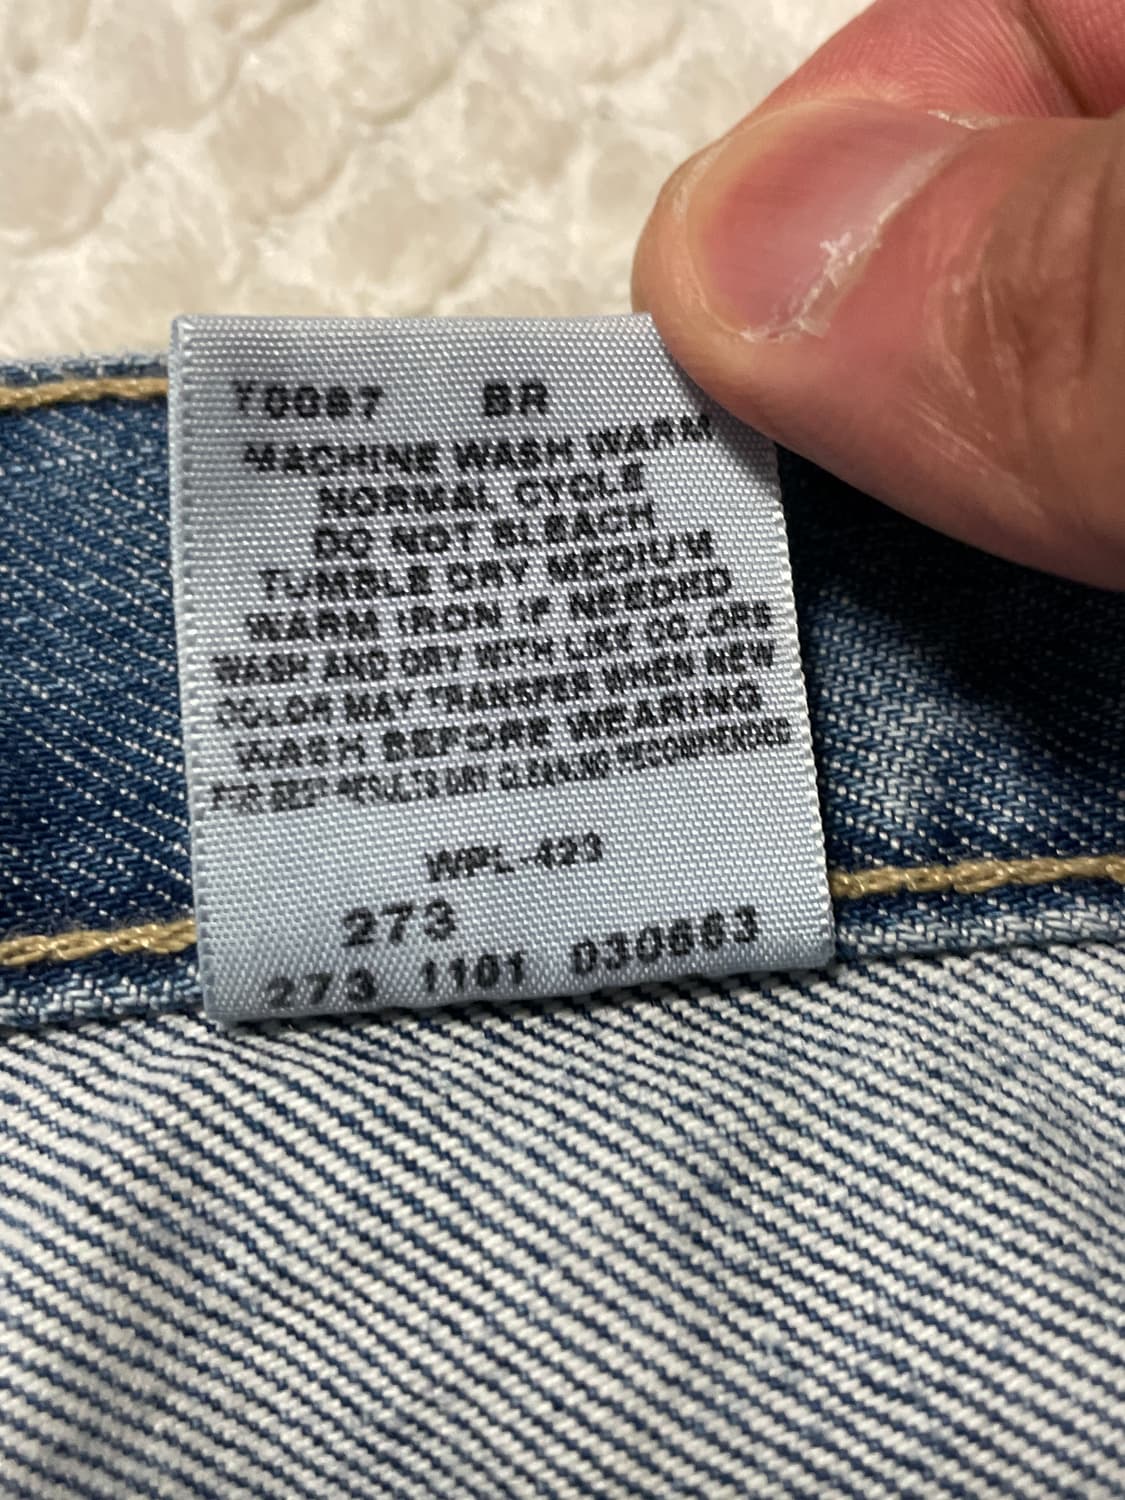 Y0087 BR
MACHINE WASH WARM
NORMAL CYCLE
DO NOT BLEACH
TUMBLE DRY MEDIUM
WARM IRON IF NEEDED
WASH AND DRY WITH LIKE COLORS
COLOR MAY TRANSFER WHEN NEW
WASH BEFORE WEARING
FOR BEST RESULTS DRY CLEANING RECOMMENDED
WPL-423
273
273 1101 030663